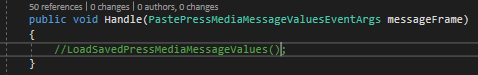 50 references | 0 changes | 0 authors, 0 changes
public void Handle(PastePressMediaMessageValuesEventArgs messageFrame)
{
//LoadSavedPressMediaMessageValues();
}